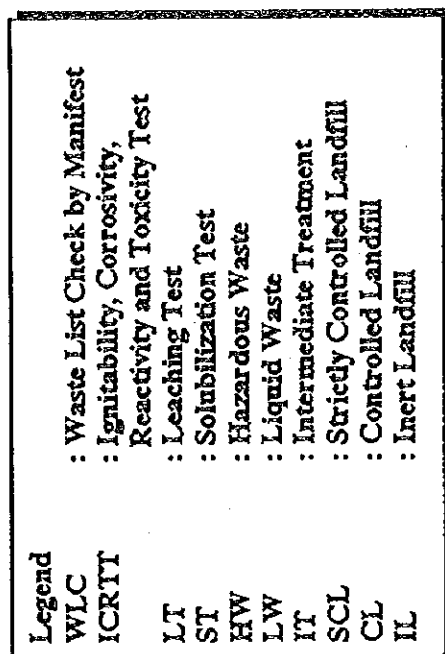 Legend
WLC : Waste List Check by Manifest
ICRTT : Ignitability, Corrosivity,
Reactivity and Toxicity Test
LT : Leaching Test
ST : Solubilization Test
HW : Hazardous Waste
LW : Liquid Waste
IT : Intermediate Treatment
SCL : Strictly Controlled Landfill
CL : Controlled Landfill
IL : Inert Landfill